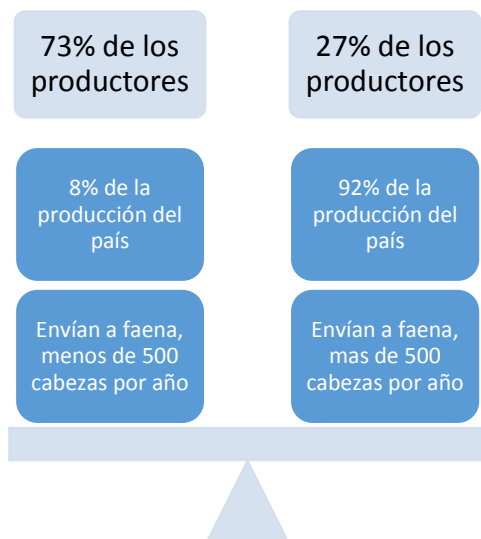 73% de los
productores
8% de la
producción del
país
Envían a faena,
menos de 500
cabezas por año
27% de los
productores
92% de la
producción del
país
Envían a faena,
mas de 500
cabezas por año